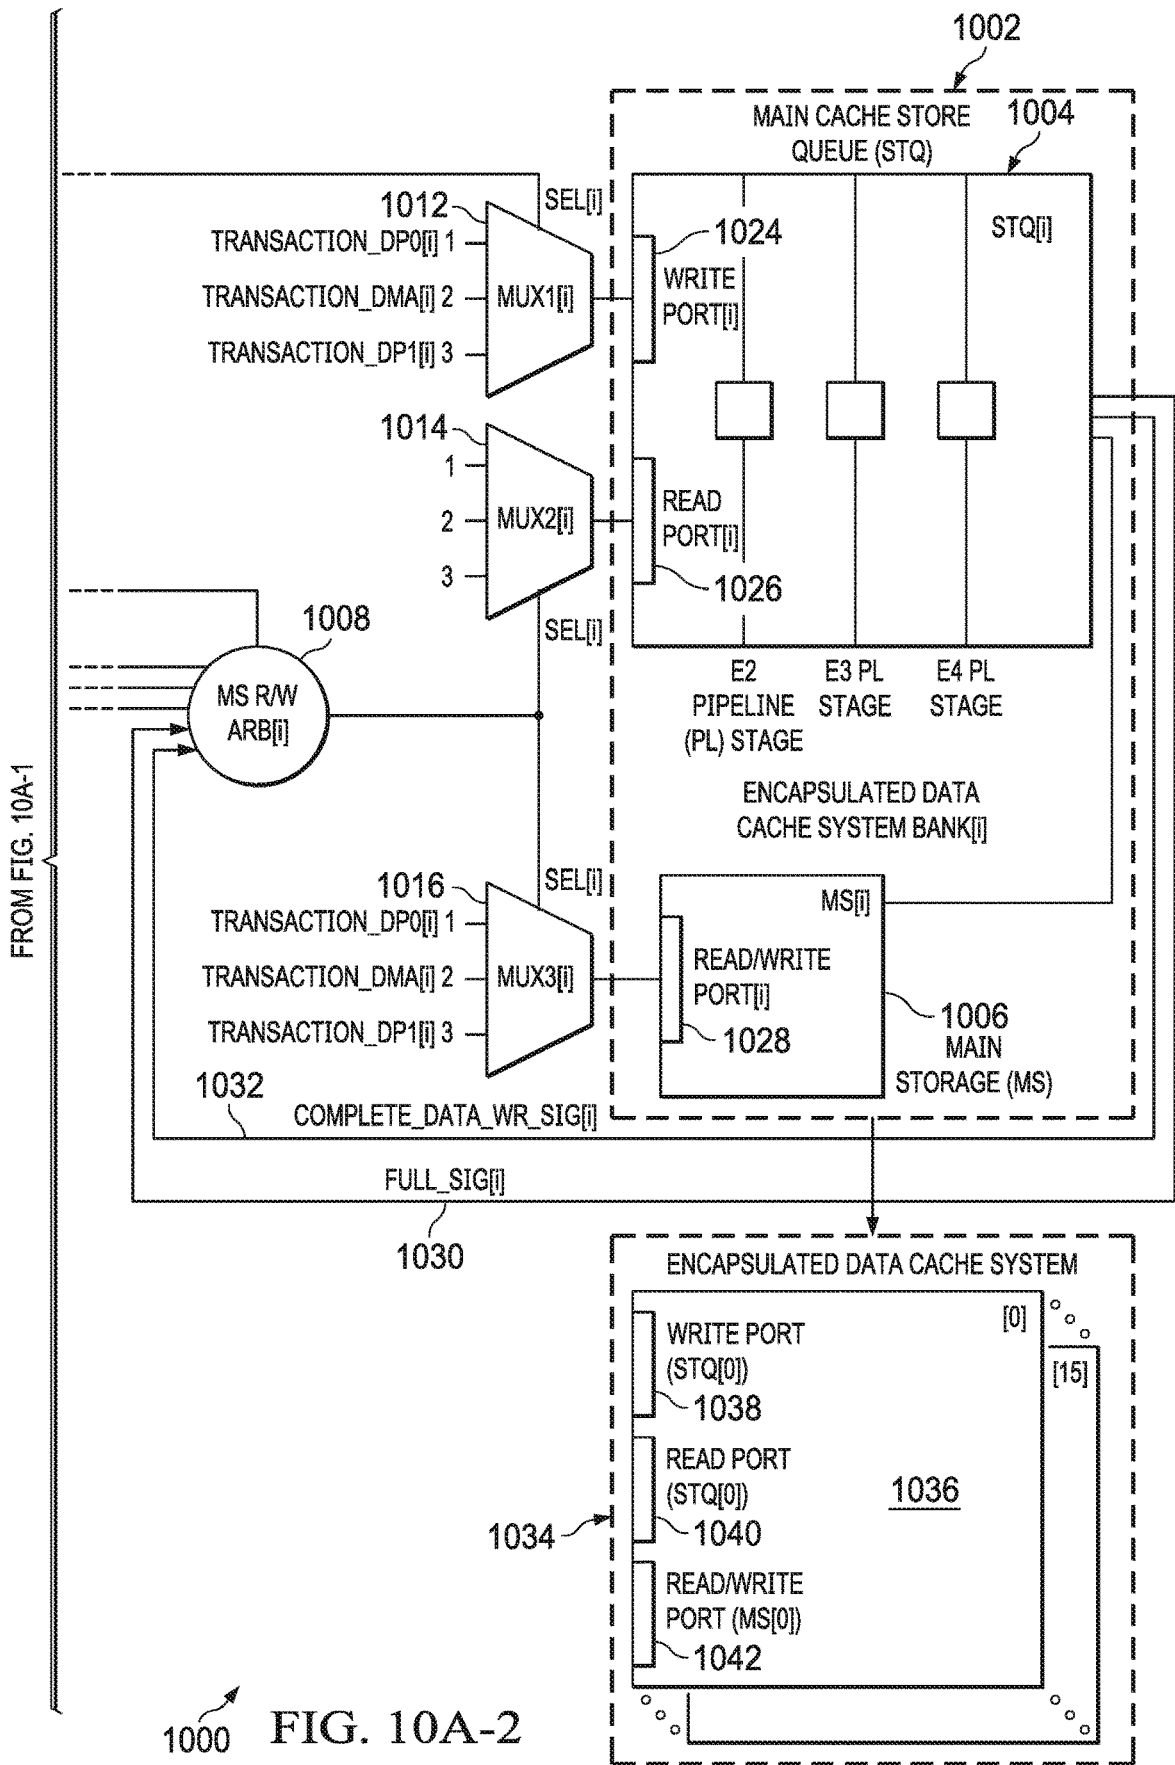 1002
MAIN CACHE STORE
QUEUE (STQ)
1004
SEL[i]
STQ[i]
1012
TRANSACTION_DP0[i] 1
TRANSACTION_DMA[i] 2
TRANSACTION_DP1[i] 3
MUX1[i]
1024
WRITE
PORT[i]
1014
1
2
3
MUX2[i]
READ
PORT[i]
1026
SEL[i]
1008
MS R/W
ARB[i]
E2
PIPELINE
(PL) STAGE
E3 PL
STAGE
E4 PL
STAGE
ENCAPSULATED DATA
CACHE SYSTEM BANK[i]
FROM FIG. 10A-1
1016
SEL[i]
TRANSACTION_DP0[i] 1
TRANSACTION_DMA[i] 2
TRANSACTION_DP1[i] 3
MUX3[i]
MS[i]
READ/WRITE
PORT[i]
1028
1006
MAIN
STORAGE (MS)
1032
COMPLETE_DATA_WR_SIG[i]
FULL_SIG[i]
1030
ENCAPSULATED DATA CACHE SYSTEM
[0]
[15]
WRITE PORT
(STQ[0])
1038
READ PORT
(STQ[0])
1040
1036
1034
READ/WRITE
PORT (MS[0])
1042
1000
FIG. 10A-2